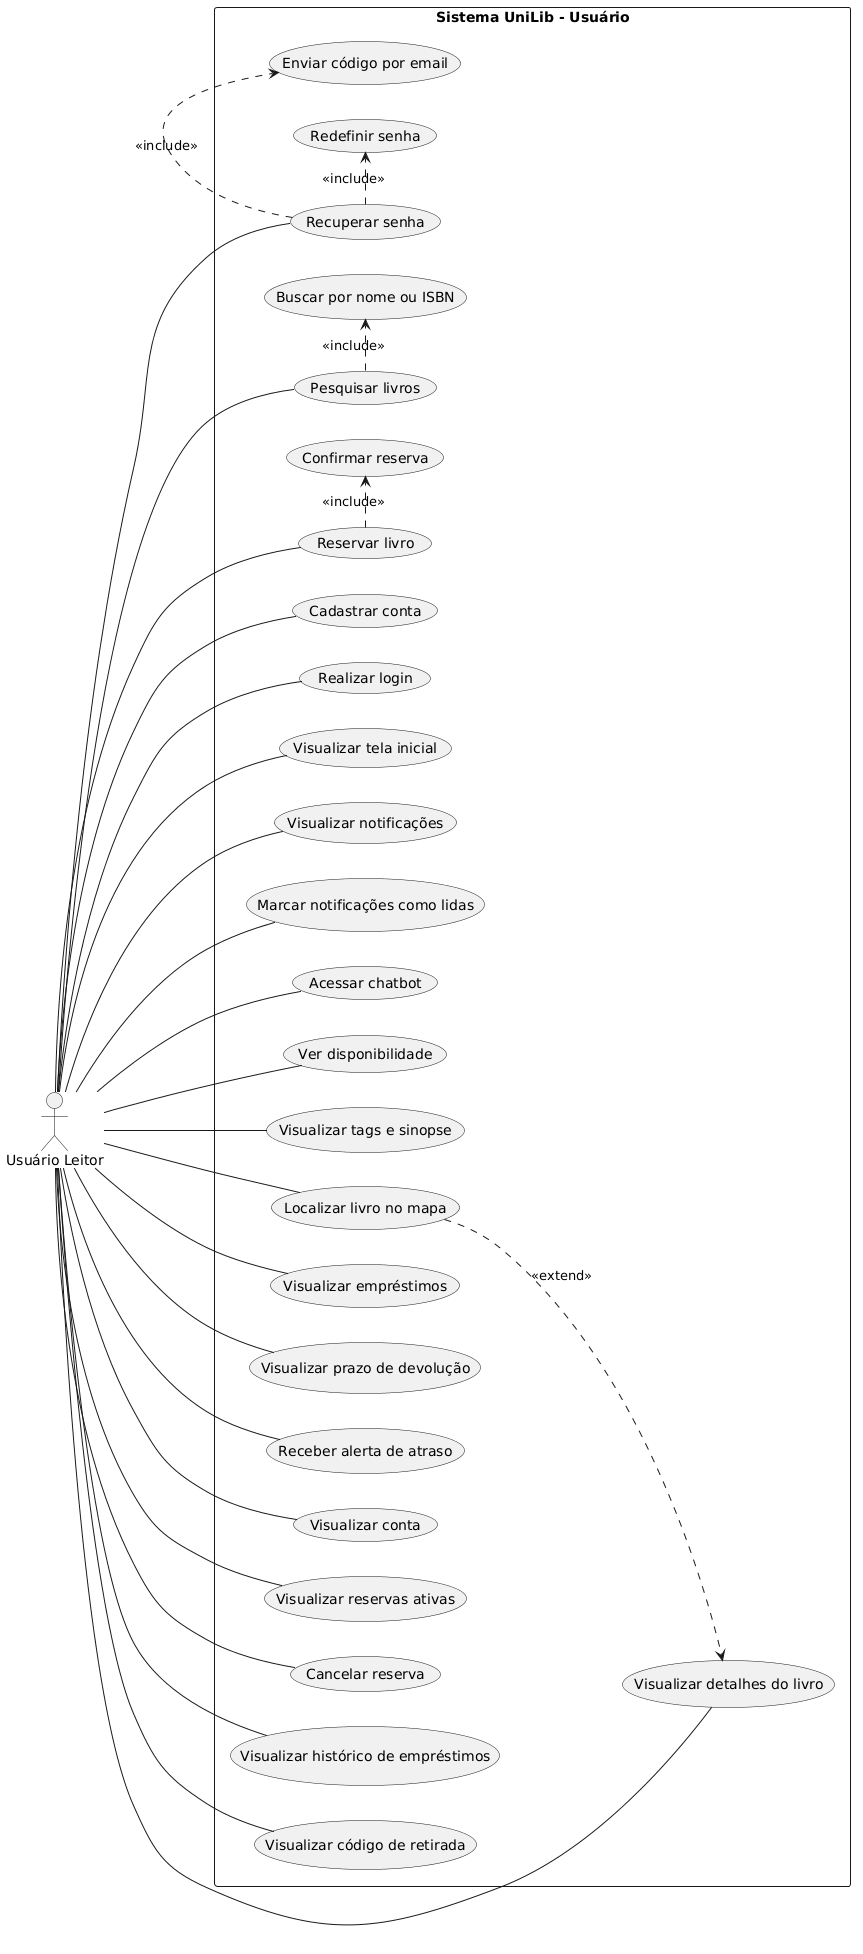 Sistema UniLib - Usuário
Enviar código por email
Redefinir senha
«include»
«include»
Recuperar senha
Buscar por nome ou ISBN
«include»
Pesquisar livros
Confirmar reserva
«include»
Reservar livro
Cadastrar conta
Realizar login
Visualizar tela inicial
Visualizar notificações
Marcar notificações como lidas
Acessar chatbot
Ver disponibilidade
Visualizar tags e sinopse
Usuário Leitor
Localizar livro no mapa
«extend»
Visualizar empréstimos
Visualizar prazo de devolução
Receber alerta de atraso
Visualizar conta
Visualizar reservas ativas
Cancelar reserva
Visualizar detalhes do livro
Visualizar histórico de empréstimos
Visualizar código de retirada